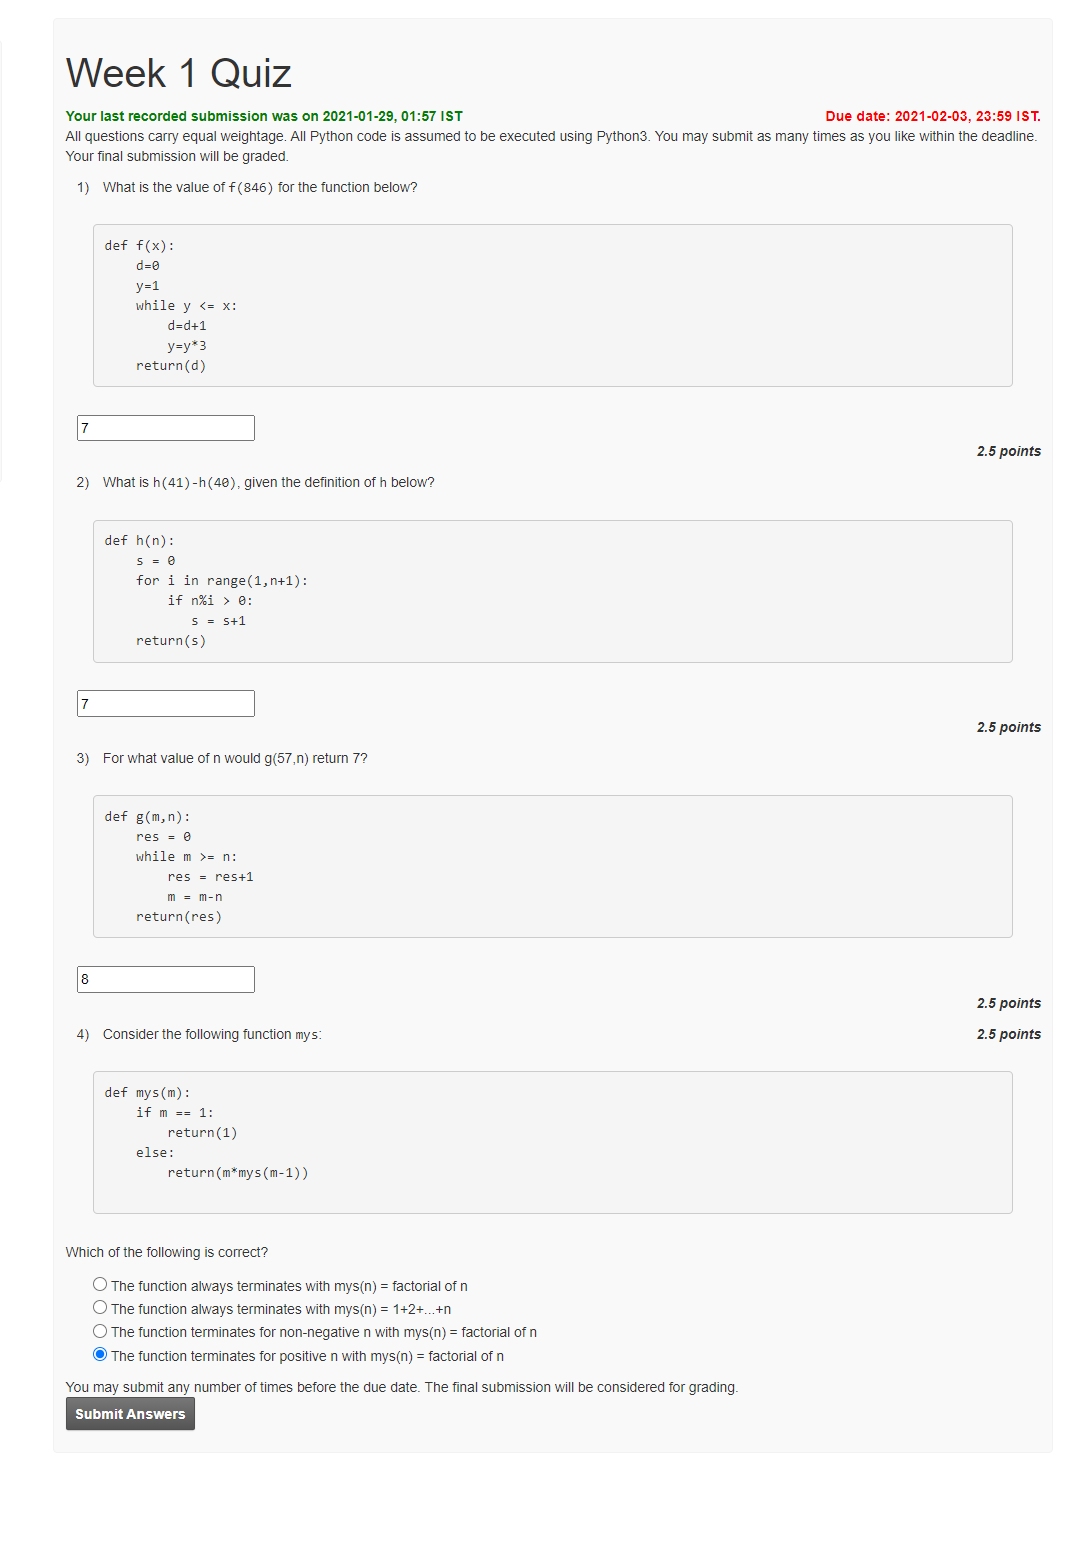 Week 1 Quiz
Your last recorded submission was on 2021-01-29, 01:57 IST
Due date: 2021-02-03, 23:59 IST.
All questions carry equal weightage. All Python code is assumed to be executed using Python3. You may submit as many times as you like within the deadline.
Your final submission will be graded.
1) What is the value of f(846) for the function below?
def f(x):
    d=0
    y=1
    while y <= x:
        d=d+1
        y=y*3
    return(d)
7
2.5 points
2) What is h(41)-h(40), given the definition of h below?
def h(n):
    s = 0
    for i in range(1,n+1):
        if n%i > 0:
           s = s+1
    return(s)
7
2.5 points
3) For what value of n would g(57,n) return 7?
def g(m,n):
    res = 0
    while m >= n:
        res = res+1
        m = m-n
    return(res)
8
2.5 points
4) Consider the following function mys:
2.5 points
def mys(m):
    if m == 1:
        return(1)
    else:
        return(m*mys(m-1))
Which of the following is correct?
The function always terminates with mys(n) = factorial of n
The function always terminates with mys(n) = 1+2+...+n
The function terminates for non-negative n with mys(n) = factorial of n
The function terminates for positive n with mys(n) = factorial of n
You may submit any number of times before the due date. The final submission will be considered for grading.
Submit Answers